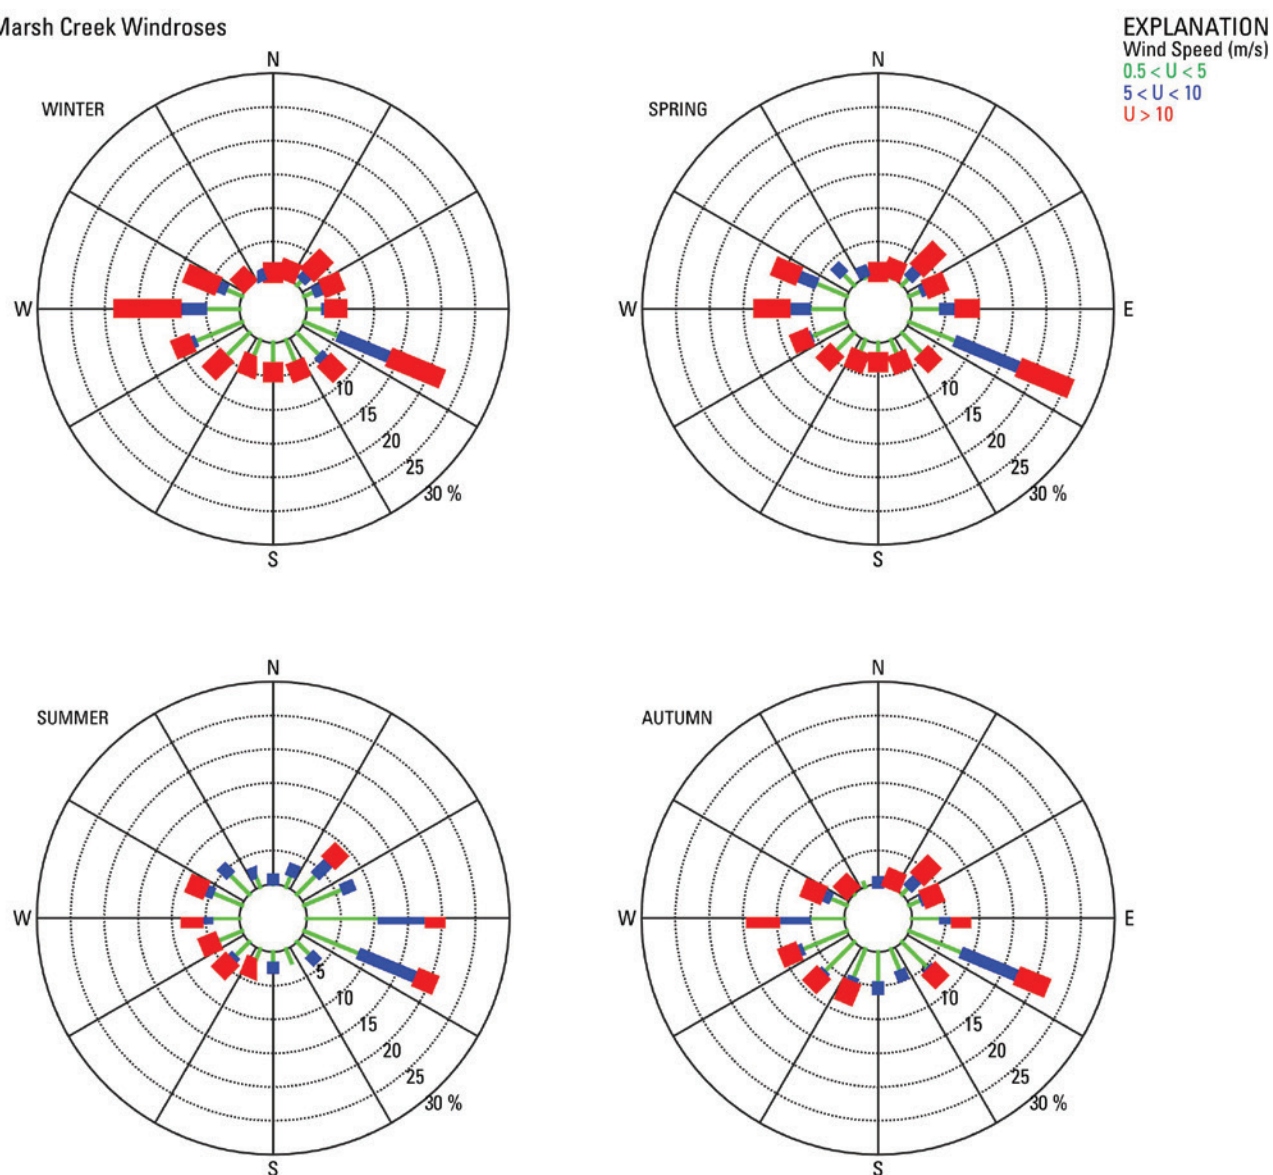 Marsh Creek Windroses
EXPLANATION
Wind Speed (m/s)
0.5 < U < 5
5 < U < 10
U > 10
WINTER
N
W
S
10
15
20
25
30 %
SPRING
N
E
S
10
15
20
25
30 %
SUMMER
N
W
S
5
10
15
20
25
30 %
AUTUMN
N
W
E
S
10
15
20
25
30 %